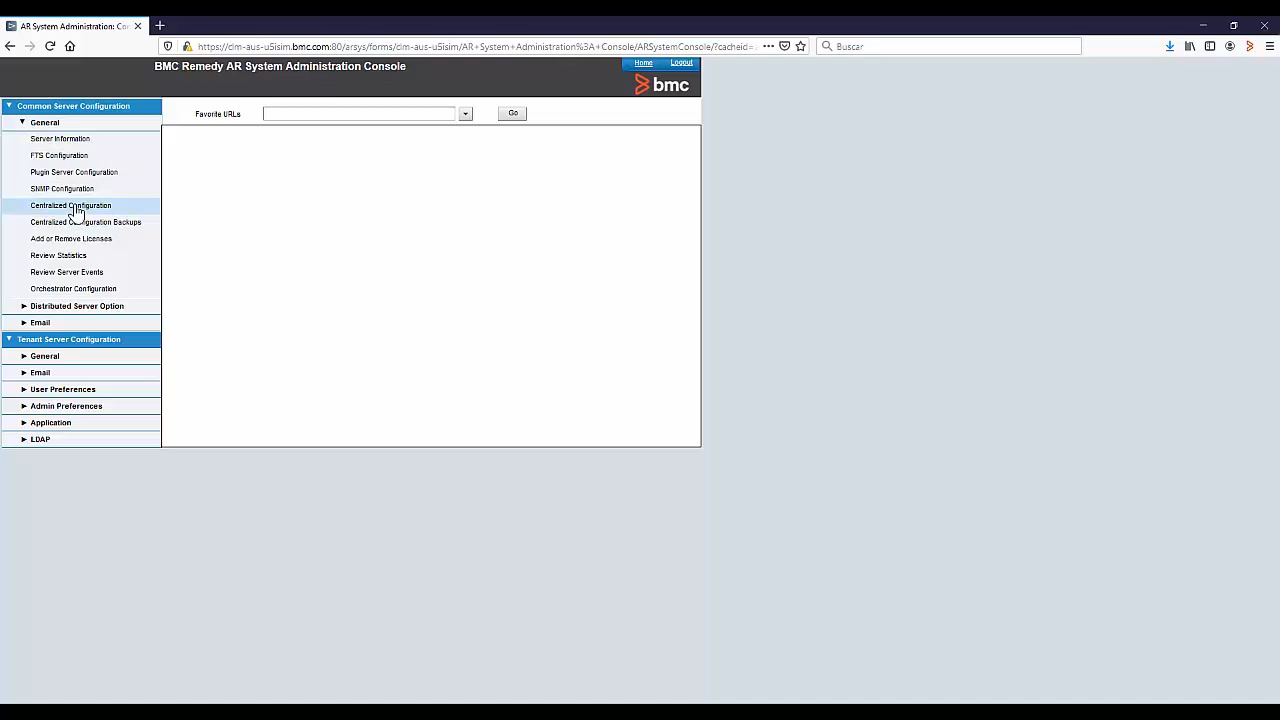 AR System Administration: Co
https://clm-aus-u5iisim.bmc.com:80/arsys/forms/clm-aus-u5iisim/AR+System+Administration%3A+Console/ARSystemConsole/?cacheid=
Buscar
BMC Remedy AR System Administration Console
Home Logout
bmc
Common Server Configuration
Favorite URLs
Go
General
Server Information
FTS Configuration
Plugin Server Configuration
SNMP Configuration
Centralized Configuration
Centralized Configuration Backups
Add or Remove Licenses
Review Statistics
Review Server Events
Orchestrator Configuration
Distributed Server Option
Email
Tenant Server Configuration
General
Email
User Preferences
Admin Preferences
Application
LDAP